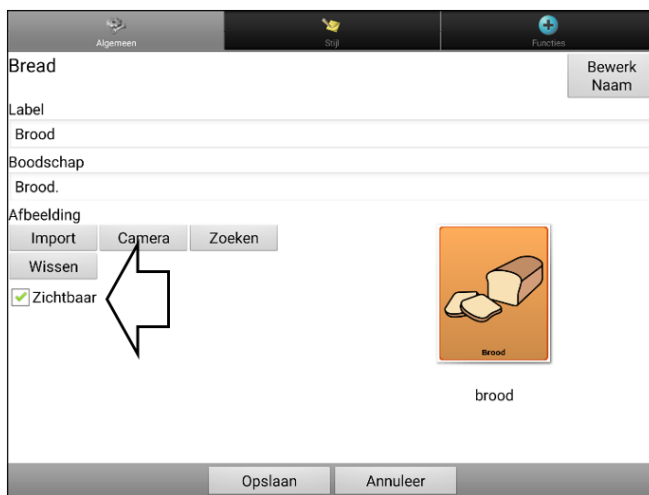 Algemeen
Stijl
Functies
Bread
Bewerk
Naam
Label
Brood
Boodschap
Brood.
Afbeelding
Import
Camera
Zoeken
Wissen
Zichtbaar
Brood
brood
Opslaan
Annuleer